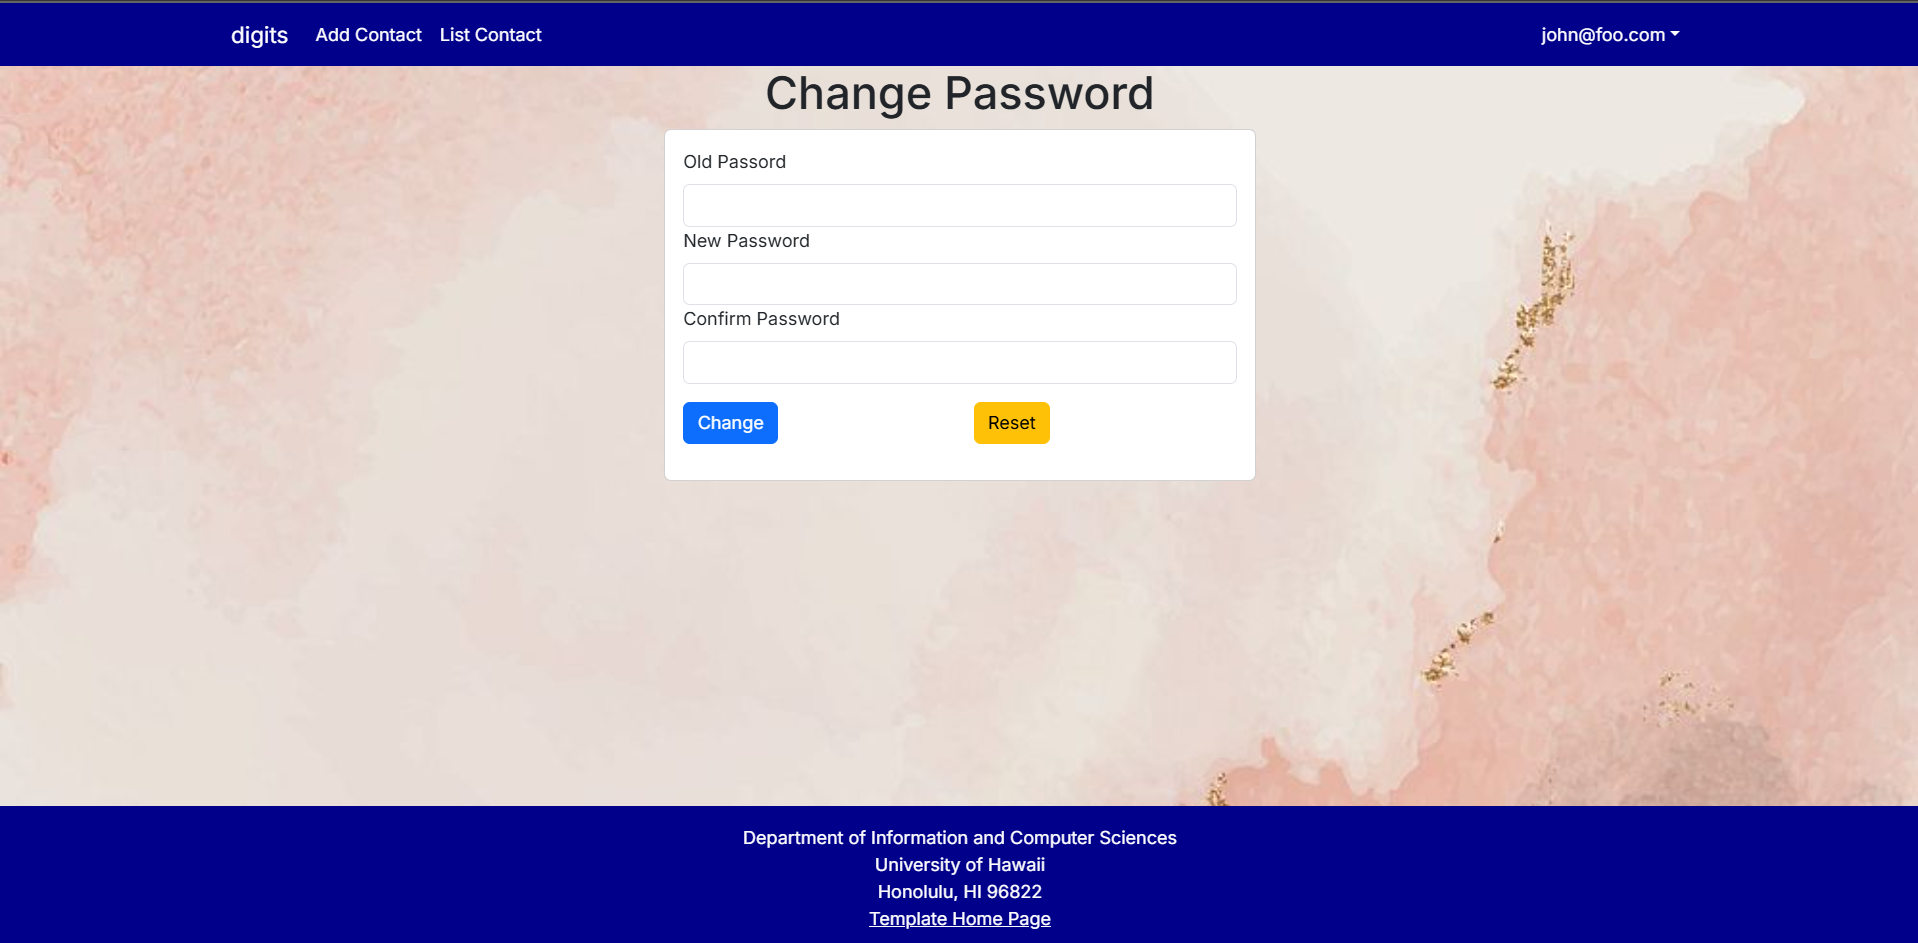 digits Add Contact List Contact john@foo.com
Change Password
Old Passord
New Password
Confirm Password
Change Reset
Department of Information and Computer Sciences
University of Hawaii
Honolulu, HI 96822
Template Home Page